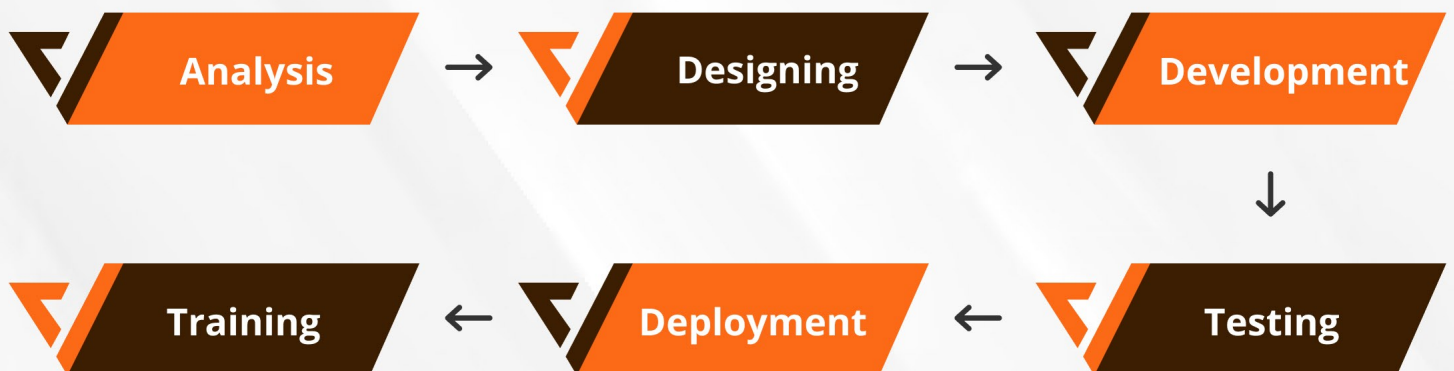 Analysis
Designing
Development
Testing
Deployment
Training